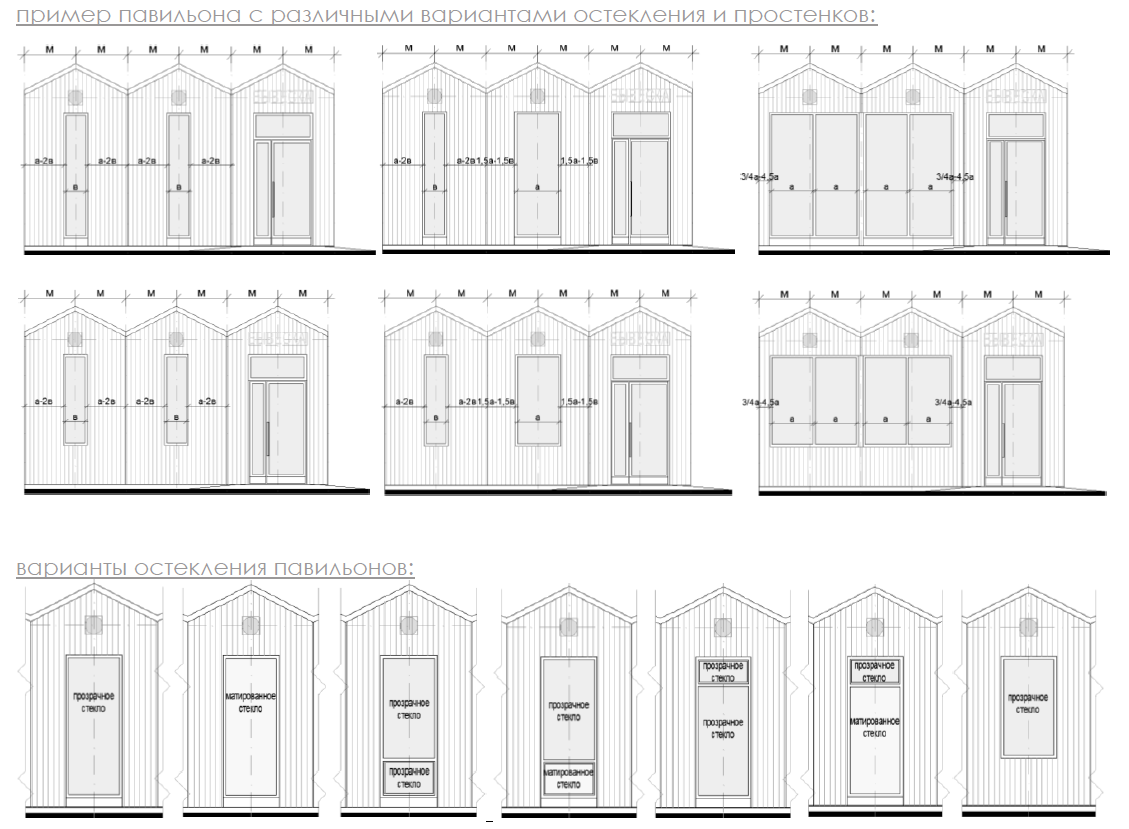 пример павильона с различными вариантами остекления и простенков:
М М М М М М
М М М М М М
М М М М М М
а-2в а-2в а-2в а-2в
в в
а-2в а-2в 1,5а-1,5в 1,5а-1,5в
в а
3/4а-4,5а 3/4а-4,5а
а а а а
М М М М М М
М М М М М М
М М М М М М
а-2в а-2в а-2в а-2в
в в
а-2в а-2в 1,5а-1,5в 1,5а-1,5в
в а
3/4а-4,5а 3/4а-4,5а
а а а а
варианты остекления павильонов:
прозрачное
стекло
матированное
стекло
прозрачное
стекло
прозрачное
стекло
прозрачное
стекло
матированное
стекло
прозрачное
стекло
прозрачное
стекло
прозрачное
стекло
матированное
стекло
прозрачное
стекло